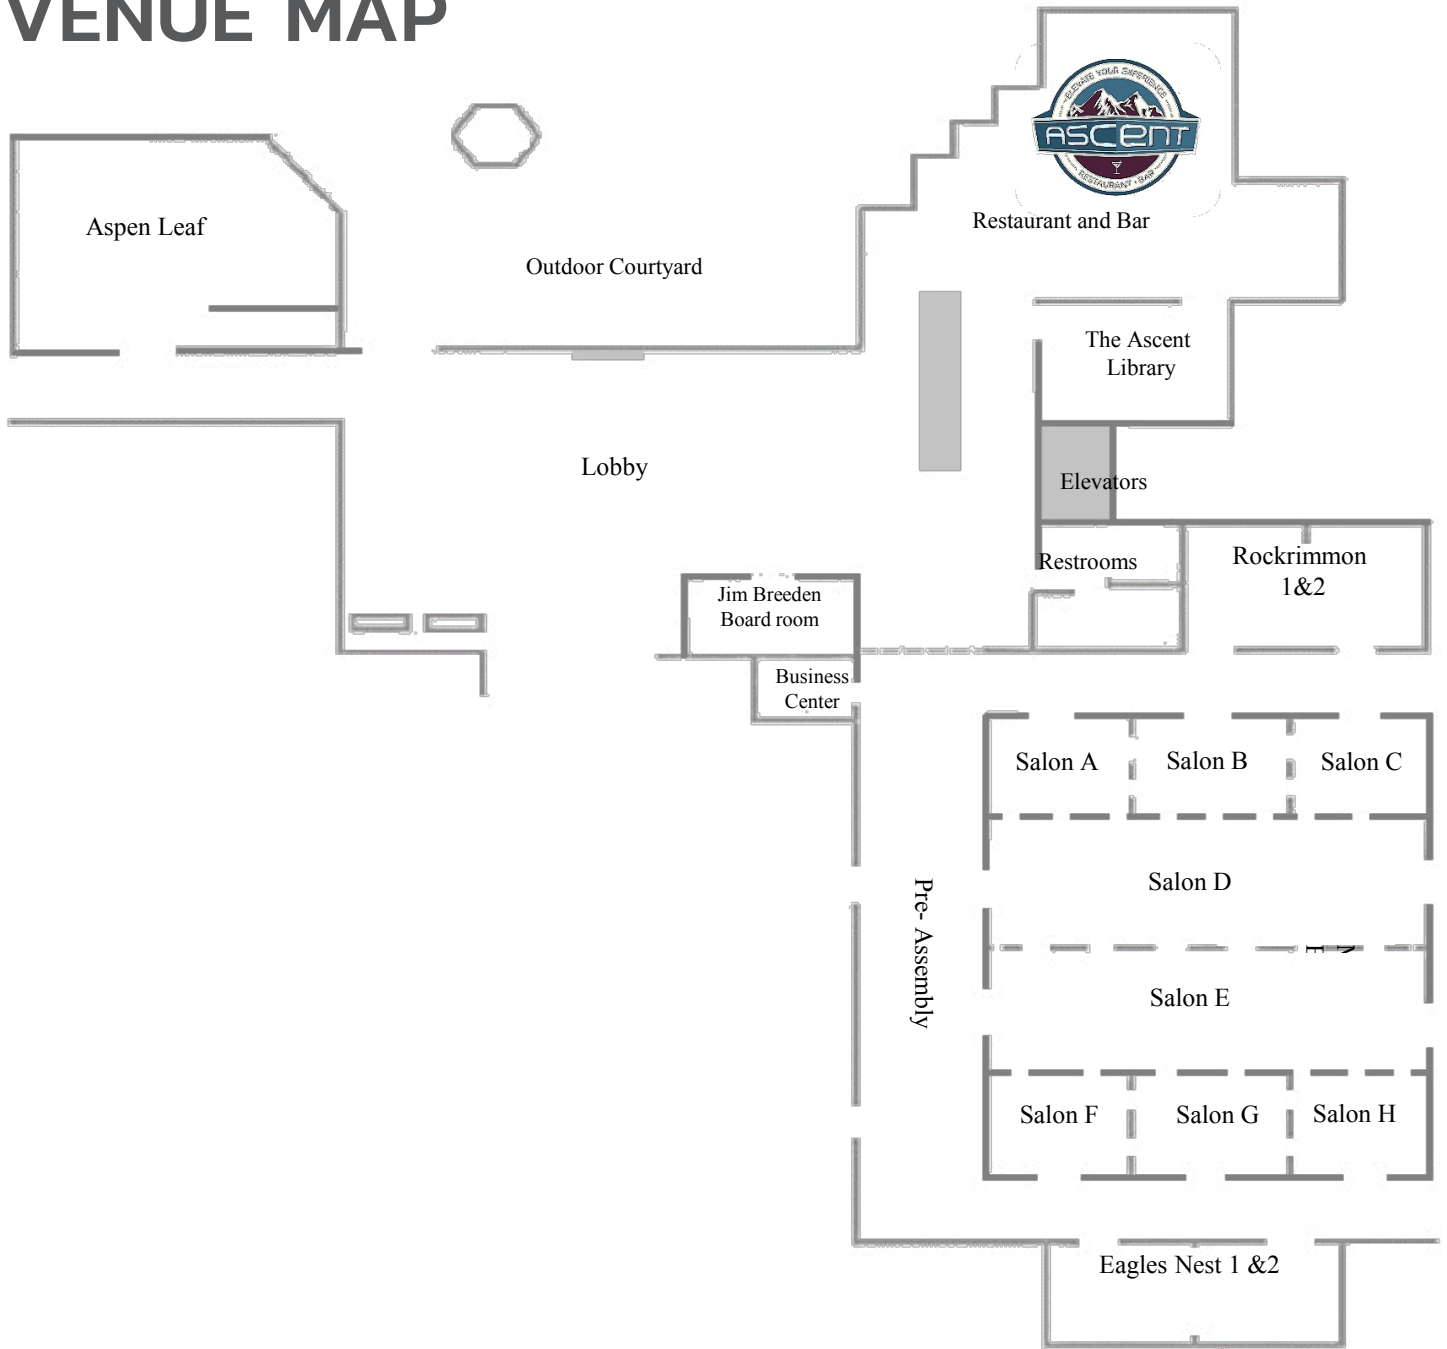 VENUE MAP
ELEVATE YOUR EXPERIENCE
ASCENT
RESTAURANT • BAR
Restaurant and Bar
Aspen Leaf
Outdoor Courtyard
The Ascent
Library
Lobby
Elevators
Restrooms
Rockrimmon
1&2
Jim Breeden
Board room
Business
Center
Salon A
Salon B
Salon C
Salon D
Pre- Assembly
Salon E
Salon F
Salon G
Salon H
Eagles Nest 1 &2